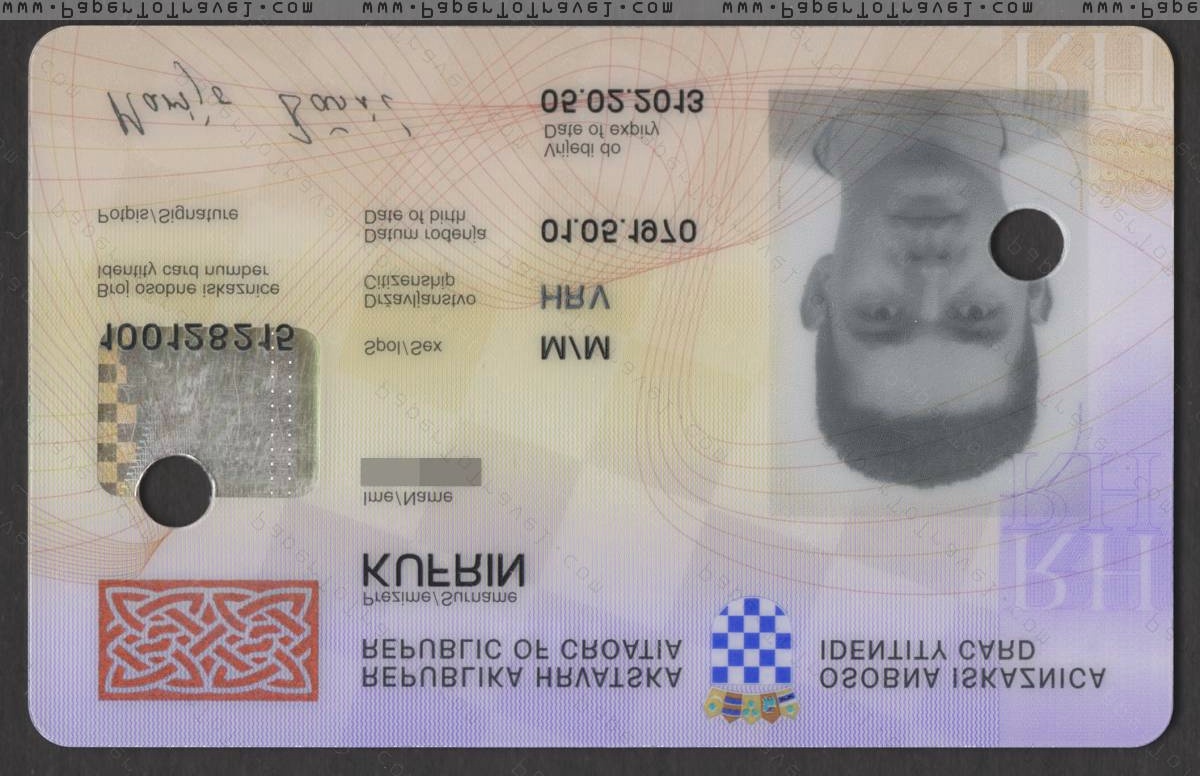 REPUBLIKA HRVATSKA
REPUBLIC OF CROATIA
OSOBNA ISKAZNICA
IDENTITY CARD
Prezime/Surname
KUFRIN
Ime/Name
Spol/Sex
M/M
Državljanstvo
Citizenship
HRV
Datum rođenja
Date of birth
01.05.1970
Vrijedi do
Date of expiry
05.02.2013
100128215
Broj osobne iskaznice
Identity card number
Potpis/Signature
RH
RH
RH
www.PaperToTravel.com www.PaperToTravel.com www.PaperToTravel.com www.Pape